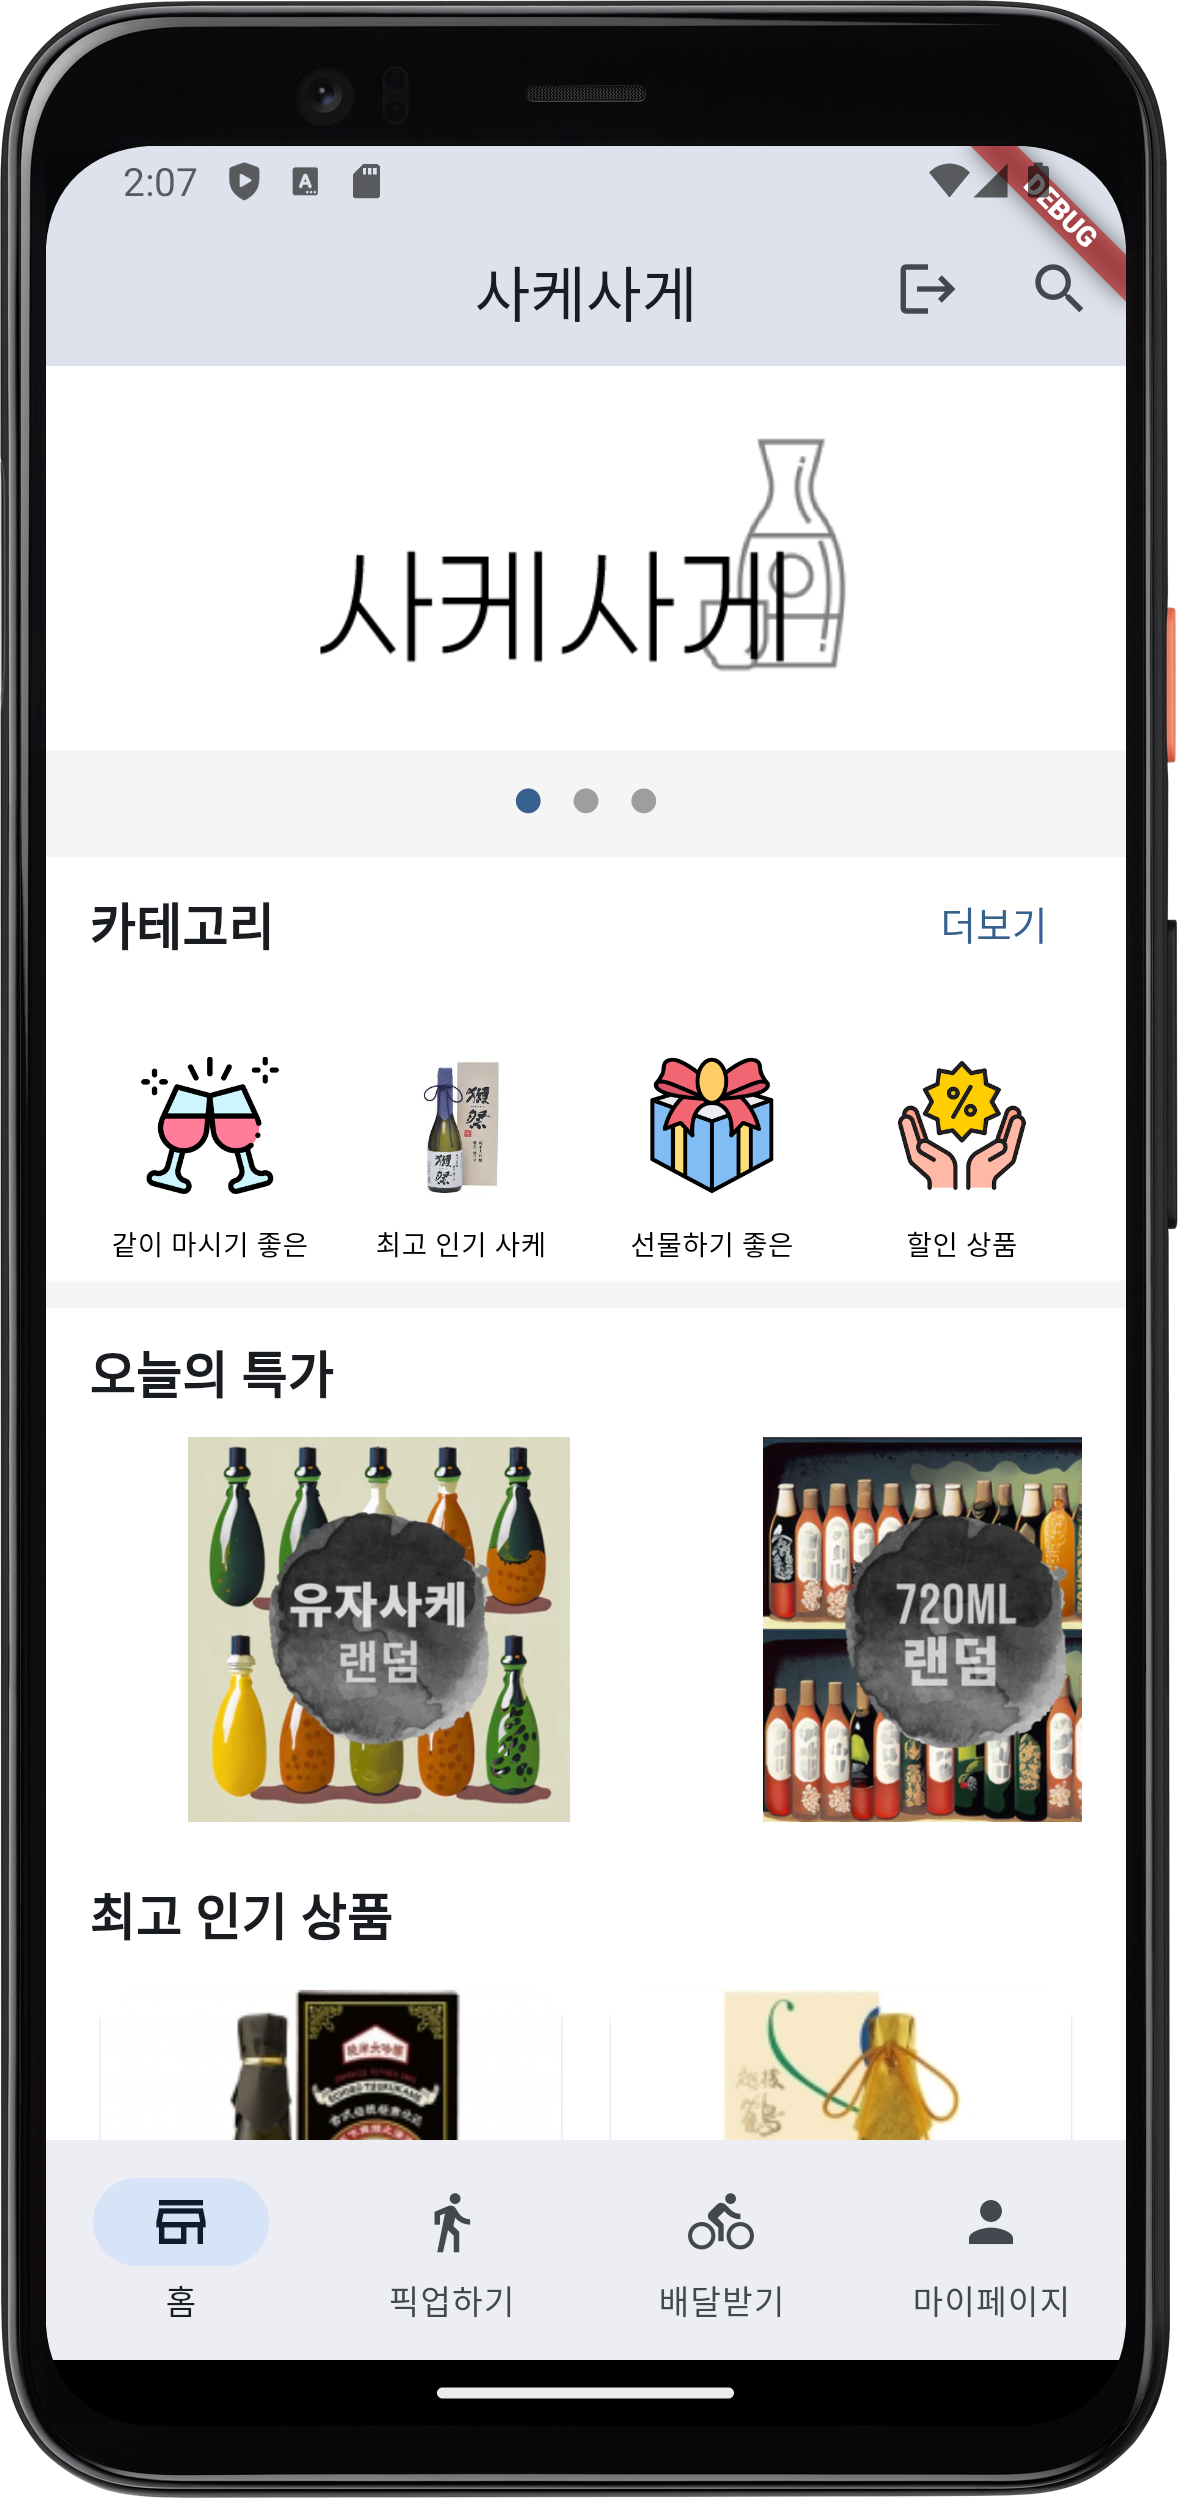 2:07
DEBUG
사케사게
사케사게
카테고리
더보기
같이 마시기 좋은
최고 인기 사케
선물하기 좋은
할인 상품
오늘의 특가
유자사케
랜덤
720ML
랜덤
최고 인기 상품
홈
픽업하기
배달받기
마이페이지